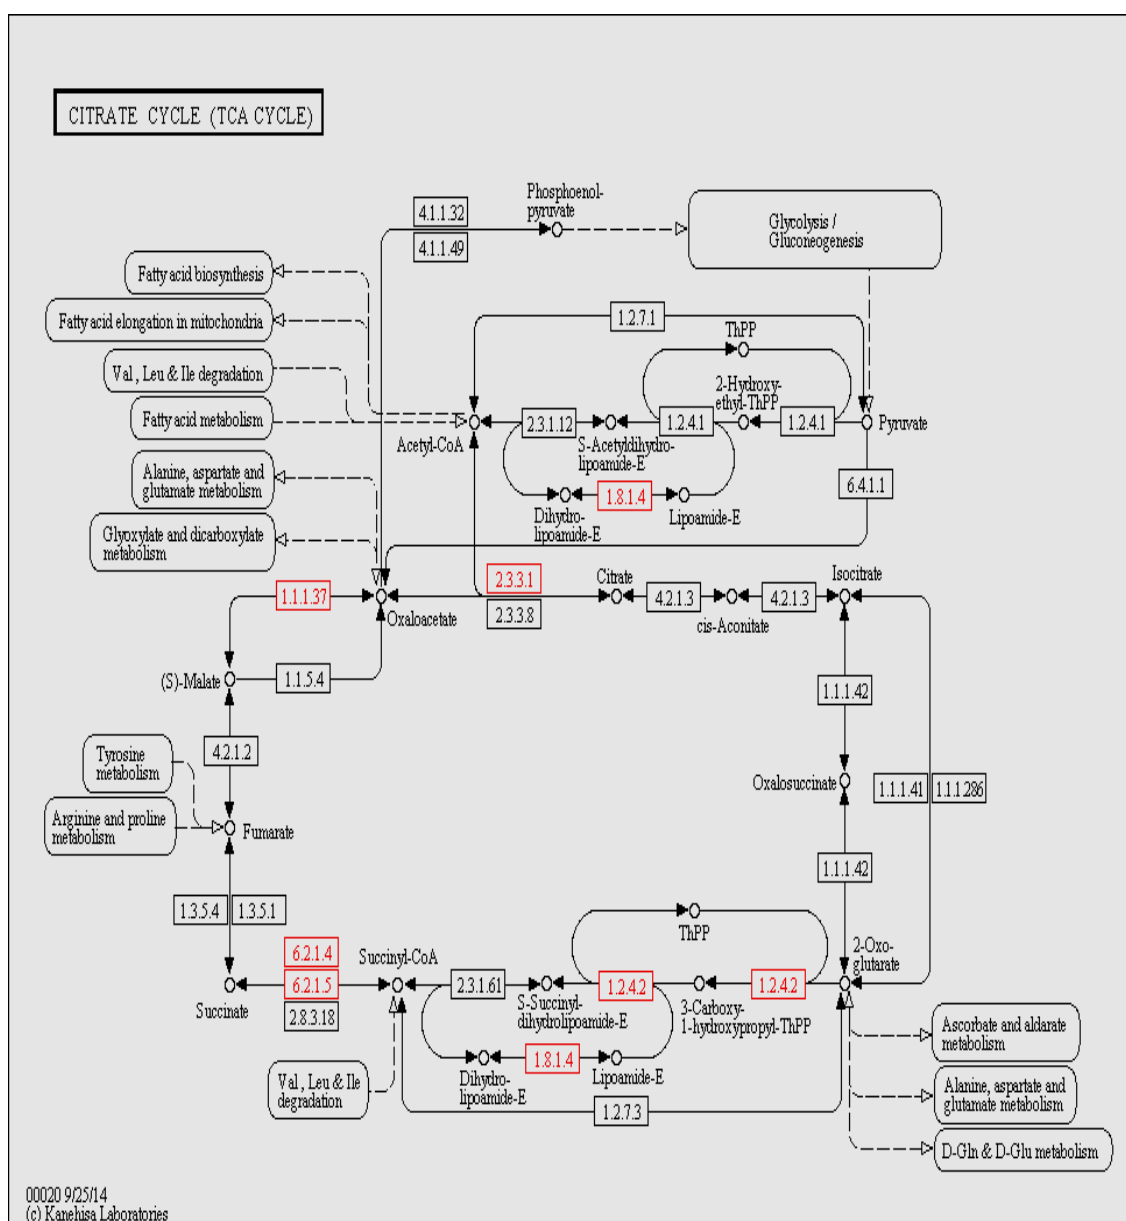 CITRATE CYCLE (TCA CYCLE)
Phosphoenol-
pyruvate
4.1.1.32
4.1.1.49
Glycolysis /
Gluconeogenesis
Fatty acid biosynthesis
Fatty acid elongation in mitochondria
Val , Leu & Ile degradation
Fatty acid metabolism
Alanine, aspartate and
glutamate metabolism
Glyoxylate and dicarboxylate
metabolism
1.2.7.1
ThPP
2-Hydroxy-
ethyl-ThPP
Acetyl-CoA
2.3.1.12
S-Acetyldihydro-
lipoamide-E
1.2.4.1
1.2.4.1
Pyruvate
Dihydro-
lipoamide-E
1.8.1.4
Lipoamide-E
6.4.1.1
1.1.1.37
Oxaloacetate
2.3.3.1
2.3.3.8
Citrate
4.2.1.3
cis-Aconitate
4.2.1.3
Isocitrate
(S)-Malate
1.1.5.4
1.1.1.42
4.2.1.2
Tyrosine
metabolism
Arginine and proline
metabolism
Fumarate
Oxalosuccinate
1.1.1.41
1.1.1.286
1.1.1.42
1.3.5.4
1.3.5.1
ThPP
6.2.1.4
6.2.1.5
2.8.3.18
Succinate
Succinyl-CoA
2.3.1.61
S-Succinyl-
dihydrolipoamide-E
1.2.4.2
3-Carboxy-
1-hydroxypropyl-ThPP
1.2.4.2
2-Oxo-
glutarate
Val , Leu & Ile
degradation
Dihydro-
lipoamide-E
1.8.1.4
Lipoamide-E
1.2.7.3
Ascorbate and aldarate
metabolism
Alanine, aspartate and
glutamate metabolism
D-Gln & D-Glu metabolism
00020 9/25/14
(c) Kanehisa Laboratories